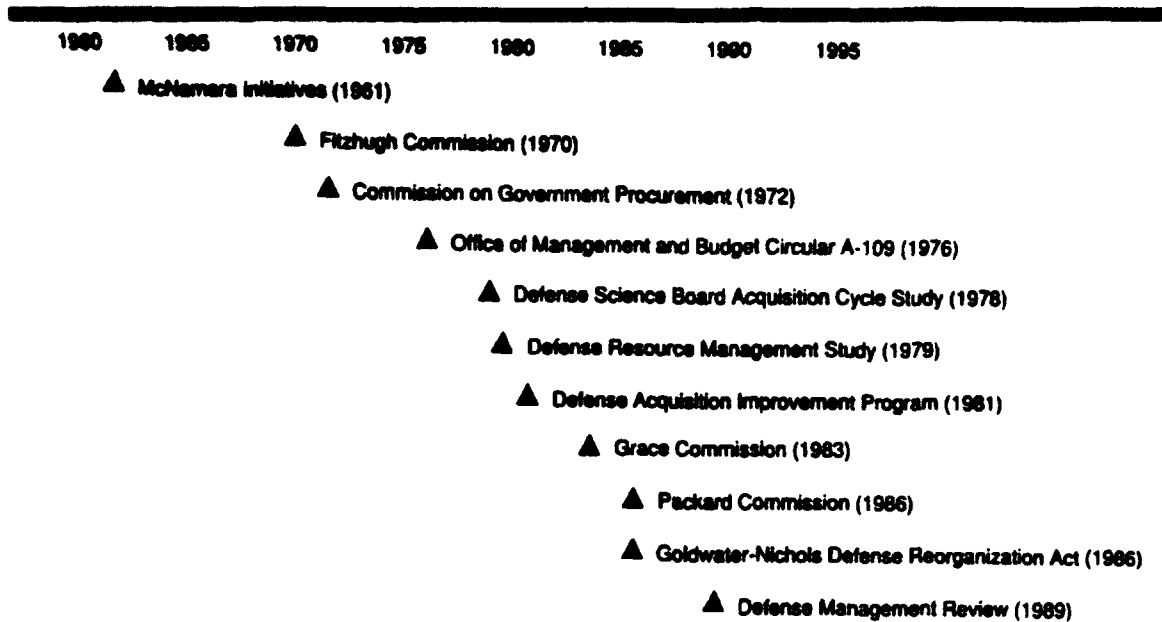 1960 1965 1970 1975 1980 1985 1990 1995
McNamara Initiatives (1961)
Fitzhugh Commission (1970)
Commission on Government Procurement (1972)
Office of Management and Budget Circular A-109 (1976)
Defense Science Board Acquisition Cycle Study (1978)
Defense Resource Management Study (1979)
Defense Acquisition Improvement Program (1981)
Grace Commission (1983)
Packard Commission (1986)
Goldwater-Nichols Defense Reorganization Act (1986)
Defense Management Review (1989)